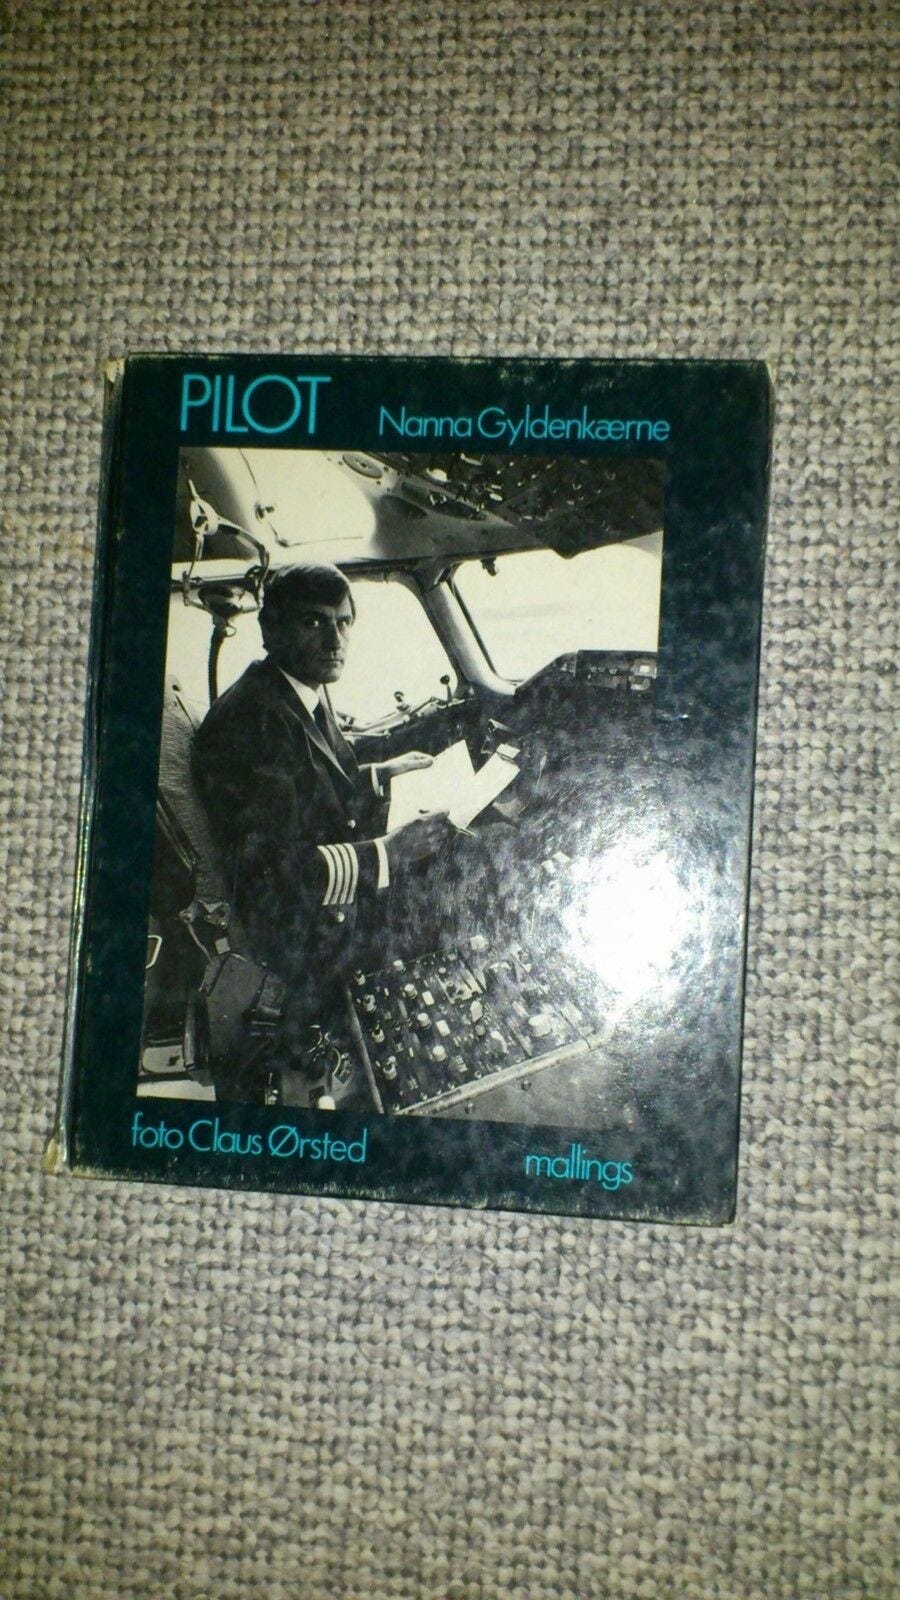 PILOT
Nanna Gyldenkærne
foto Claus Ørsted
mallings